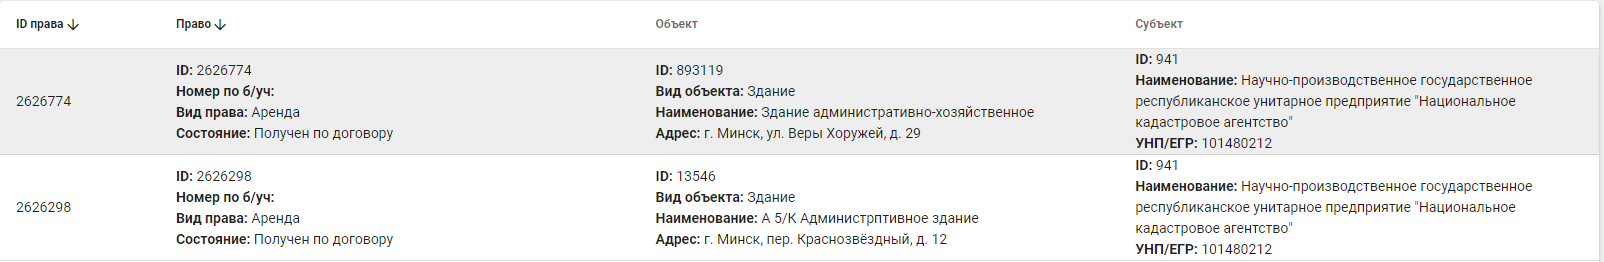 ID права Право Объект Субъект
2626774
ID: 2626774
Номер по б/уч:
Вид права: Аренда
Состояние: Получен по договору
ID: 893119
Вид объекта: Здание
Наименование: Здание административно-хозяйственное
Адрес: г. Минск, ул. Веры Хоружей, д. 29
ID: 941
Наименование: Научно-производственное государственное
республиканское унитарное предприятие "Национальное
кадастровое агентство"
УНП/ЕГР: 101480212
2626298
ID: 2626298
Номер по б/уч:
Вид права: Аренда
Состояние: Получен по договору
ID: 13546
Вид объекта: Здание
Наименование: А 5/К Администрптивное здание
Адрес: г. Минск, пер. Краснозвёздный, д. 12
ID: 941
Наименование: Научно-производственное государственное
республиканское унитарное предприятие "Национальное
кадастровое агентство"
УНП/ЕГР: 101480212